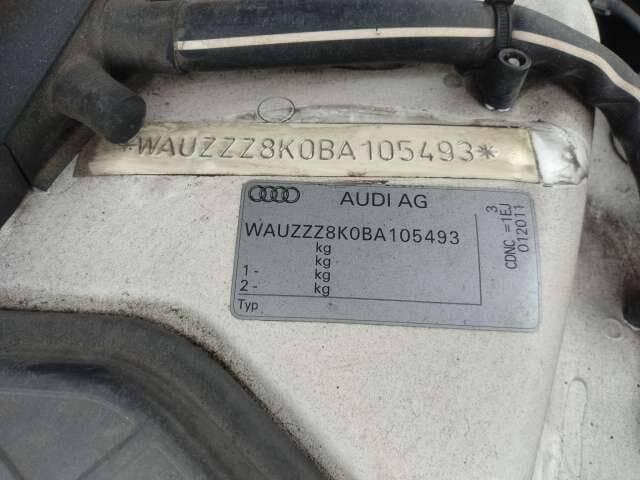 *WAUZZZ8K0BA105493*
AUDI AG
WAUZZZ8K0BA105493
kg
kg
1 - kg
2 - kg
Typ
3
CDNC =1EJ
012011